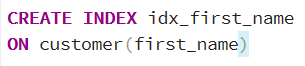 CREATE INDEX idx_first_name
ON customer(first_name)